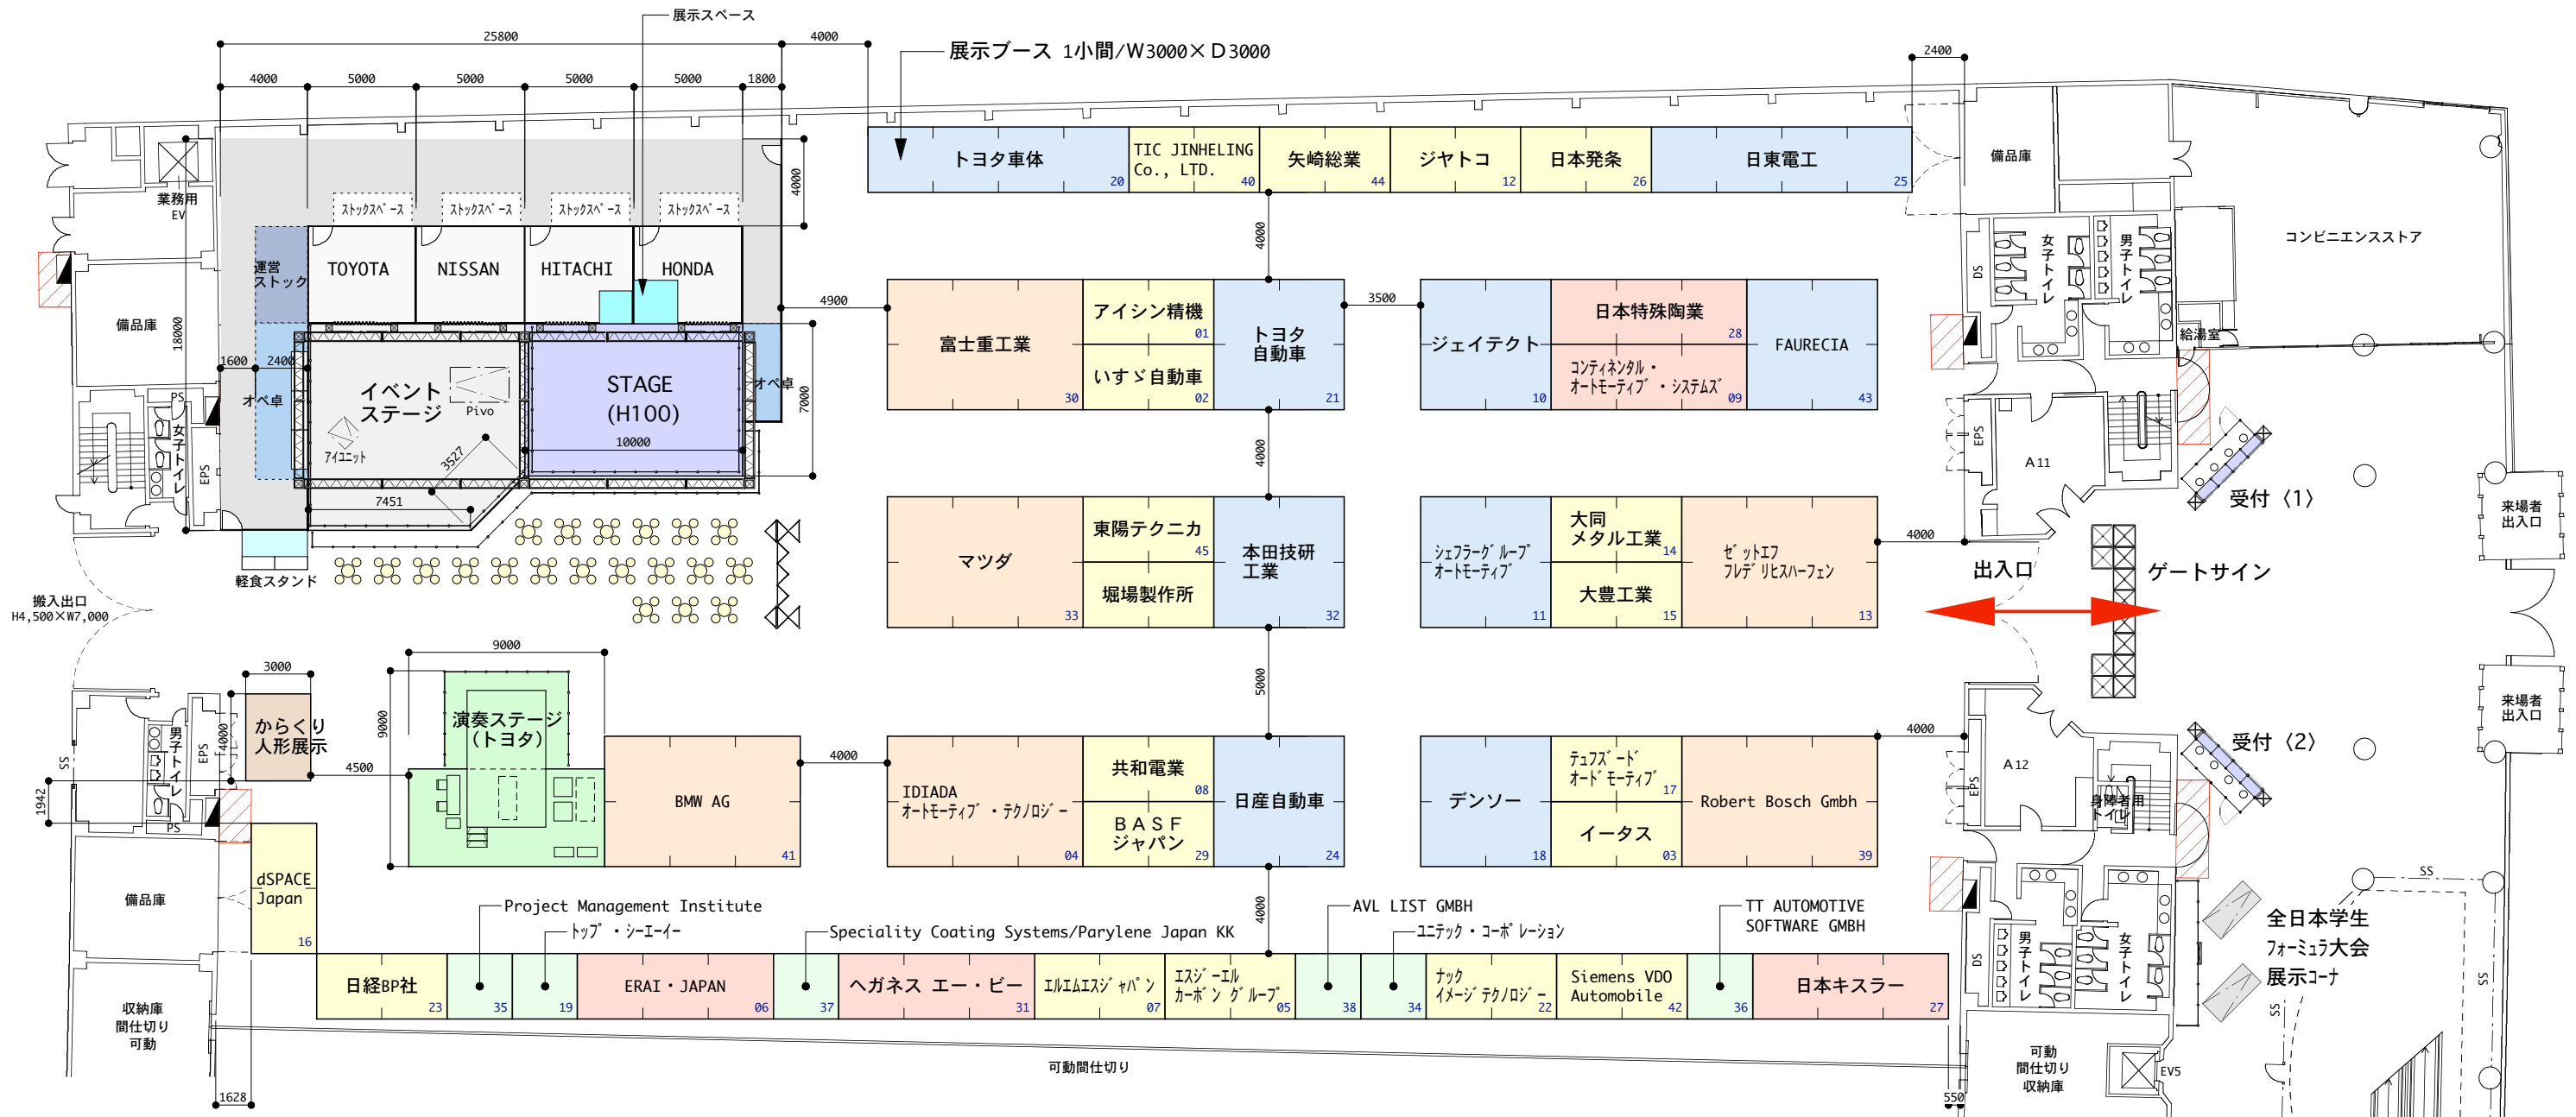 展示スペース
25800
4000
展示ブース 1小間/W3000×D3000
2400
4000
5000
5000
5000
5000
1800
トヨタ車体
20
TIC JINHELING
Co., LTD.
40
矢崎総業
44
ジヤトコ
12
日本発条
26
日東電工
25
備品庫
業務用
EV
4000
ストックスペース
ストックスペース
ストックスペース
ストックスペース
4000
女子トイレ
男子トイレ
DS
コンビニエンスストア
運営
ストック
TOYOTA
NISSAN
HITACHI
HONDA
4900
3500
備品庫
18000
1600
2400
富士重工業
30
アイシン精機
01
いすゞ自動車
02
トヨタ
自動車
21
ジェイテクト
10
日本特殊陶業
28
コンティネンタル・
オートモーティブ・システムズ
09
FAURECIA
43
給湯室
オペ卓
イベント
ステージ
Pivo
アイユニット
STAGE
(H100)
10000
オペ卓
7000
3527
7451
PS
女子トイレ
EPS
4000
EPS
A11
受付〈1〉
来場者
出入口
軽食スタンド
搬入出口
H4,500×W7,000
マツダ
33
東陽テクニカ
45
堀場製作所
本田技研
工業
32
シェフラーグループ
オートモーティブ
11
大同
メタル工業
14
大豊工業
15
ゼットエフ
フレデリヒスハーフェン
13
4000
出入口
ゲートサイン
9000
3000
9000
5000
からくり
人形展示
4000
4500
1942
SS
男子トイレ
EPS
PS
演奏ステージ
(トヨタ)
BMW AG
41
4000
IDIADA
オートモーティブ・テクノロジー
04
共和電業
08
BASF
ジャパン
29
日産自動車
24
デンソー
18
テュフズード
オードモーティブ
17
イータス
03
Robert Bosch Gmbh
39
4000
EPS
A12
身障者用
トイレ
受付〈2〉
来場者
出入口
備品庫
dSPACE
Japan
16
Project Management Institute
トップ・シーエーイー
Speciality Coating Systems/Parylene Japan KK
4000
AVL LIST GMBH
ユニテック・コーポレーション
TT AUTOMOTIVE
SOFTWARE GMBH
SS
全日本学生
フォーミュラ大会
展示コーナ
DS
男子トイレ
女子トイレ
SS
SS
日経BP社
23
35
19
ERAI・JAPAN
06
37
ヘガネス エー・ビー
31
エルエムエスジャパン
07
エスジーエル
カーボン グループ
05
38
34
ナック
イメージテクノロジー
22
Siemens VDO
Automobile
42
36
日本キスラー
27
収納庫
間仕切り
可動
可動間仕切り
可動
間仕切り
収納庫
EV5
1628
550